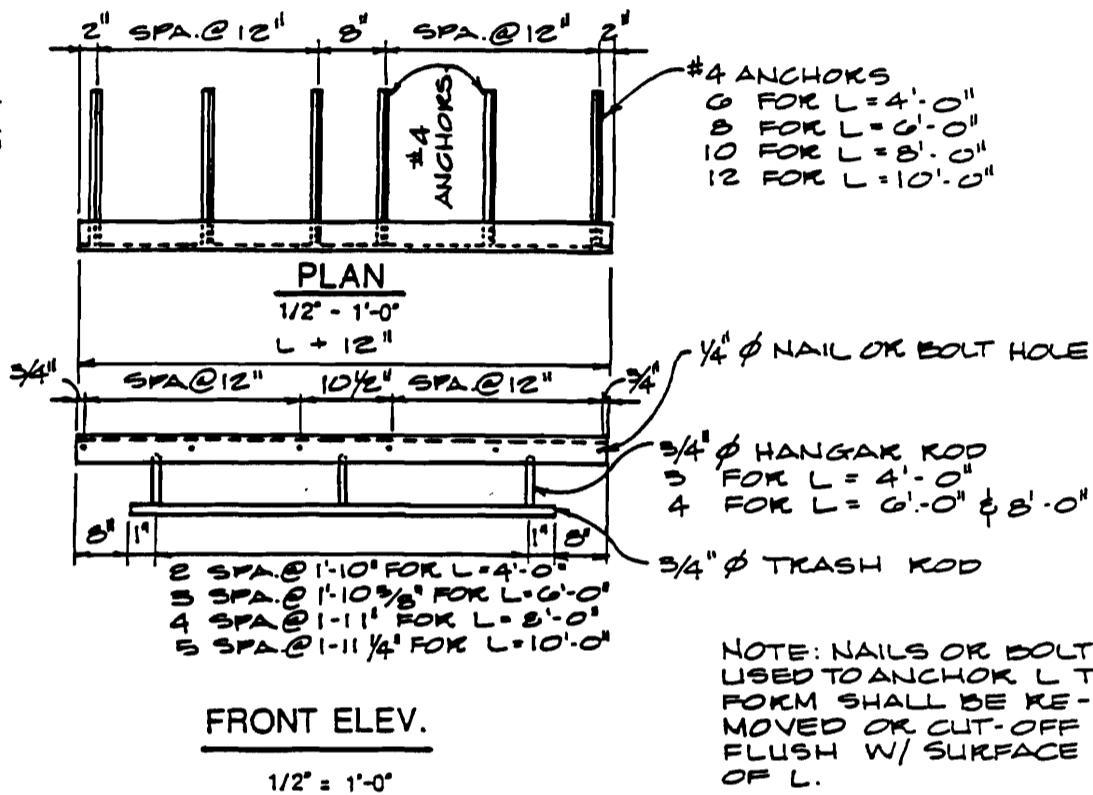 2" SPA.@12" 8" SPA.@12" 2"
#4 ANCHORS
6 FOR L=4'-0"
8 FOR L=6'-0"
10 FOR L=8'-0"
12 FOR L=10'-0"
#4
ANCHORS
PLAN
1/2" - 1'-0"
L + 12"
3/4" SPA@12" 10 1/2" SPA.@12" 3/4"
1/4" Ø NAIL OR BOLT HOLE
3/4" Ø HANGAR ROD
3 FOR L = 4'-0"
4 FOR L = 6'-0" & 8'-0"
8" 1" 1" 8"
3/4" Ø TRASH ROD
2 SPA.@ 1'-10" FOR L=4'-0"
3 SPA.@ 1'-10 3/8" FOR L=6'-0"
4 SPA.@ 1-11" FOR L=8'-0"
5 SPA.@ 1-11 1/4" FOR L=10'-0"
NOTE: NAILS OR BOLT
USED TO ANCHOR L T
FORM SHALL BE RE-
MOVED OR CUT-OFF
FLUSH W/ SURFACE
OF L.
FRONT ELEV.
1/2" = 1'-0"